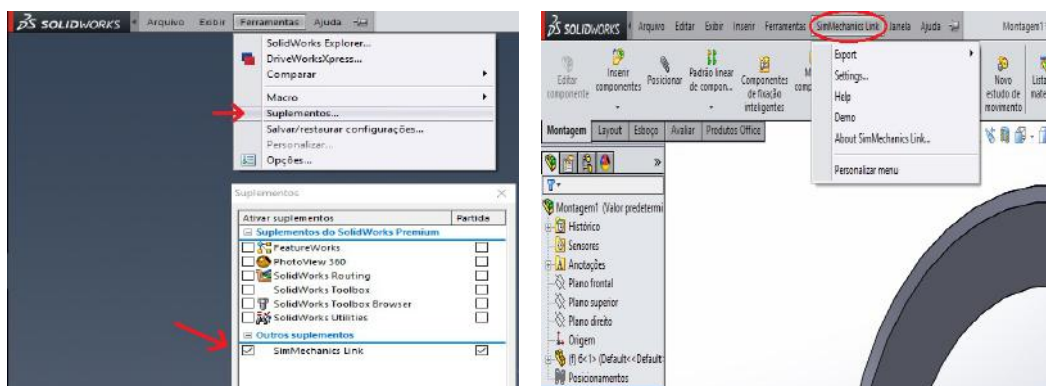 SOLIDWORKS Arquivo Exibir Ferramentas Ajuda
SolidWorks Explorer...
DriveWorksXpress...
Comparar
Macro
Suplementos...
Salvar/restaurar configurações...
Personalizar...
Opções...
Suplementos
Ativar suplementos Partida
Suplementos do SolidWorks Premium
FeatureWorks
PhotoView 360
SolidWorks Routing
SolidWorks Toolbox
SolidWorks Toolbox Browser
SolidWorks Utilities
Outros suplementos
SimMechanics Link
SOLIDWORKS Arquivo Editar Exibir Inserir Ferramentas SimMechanics Link Janela Ajuda Montagem1
Editar componente
Inserir componentes
Posicionar
Padrão linear de compon...
Componentes de fixação inteligentes
Novo estudo de movimento
Export
Settings...
Help
Demo
About SimMechanics Link...
Personalizar menu
Montagem Layout Esboço Avaliar Produtos Office
Montagem1 (Valor predetermi
Histórico
Sensores
Anotações
Plano frontal
Plano superior
Plano direito
Origem
(f) 6<1> (Default<<Default
Posicionamentos